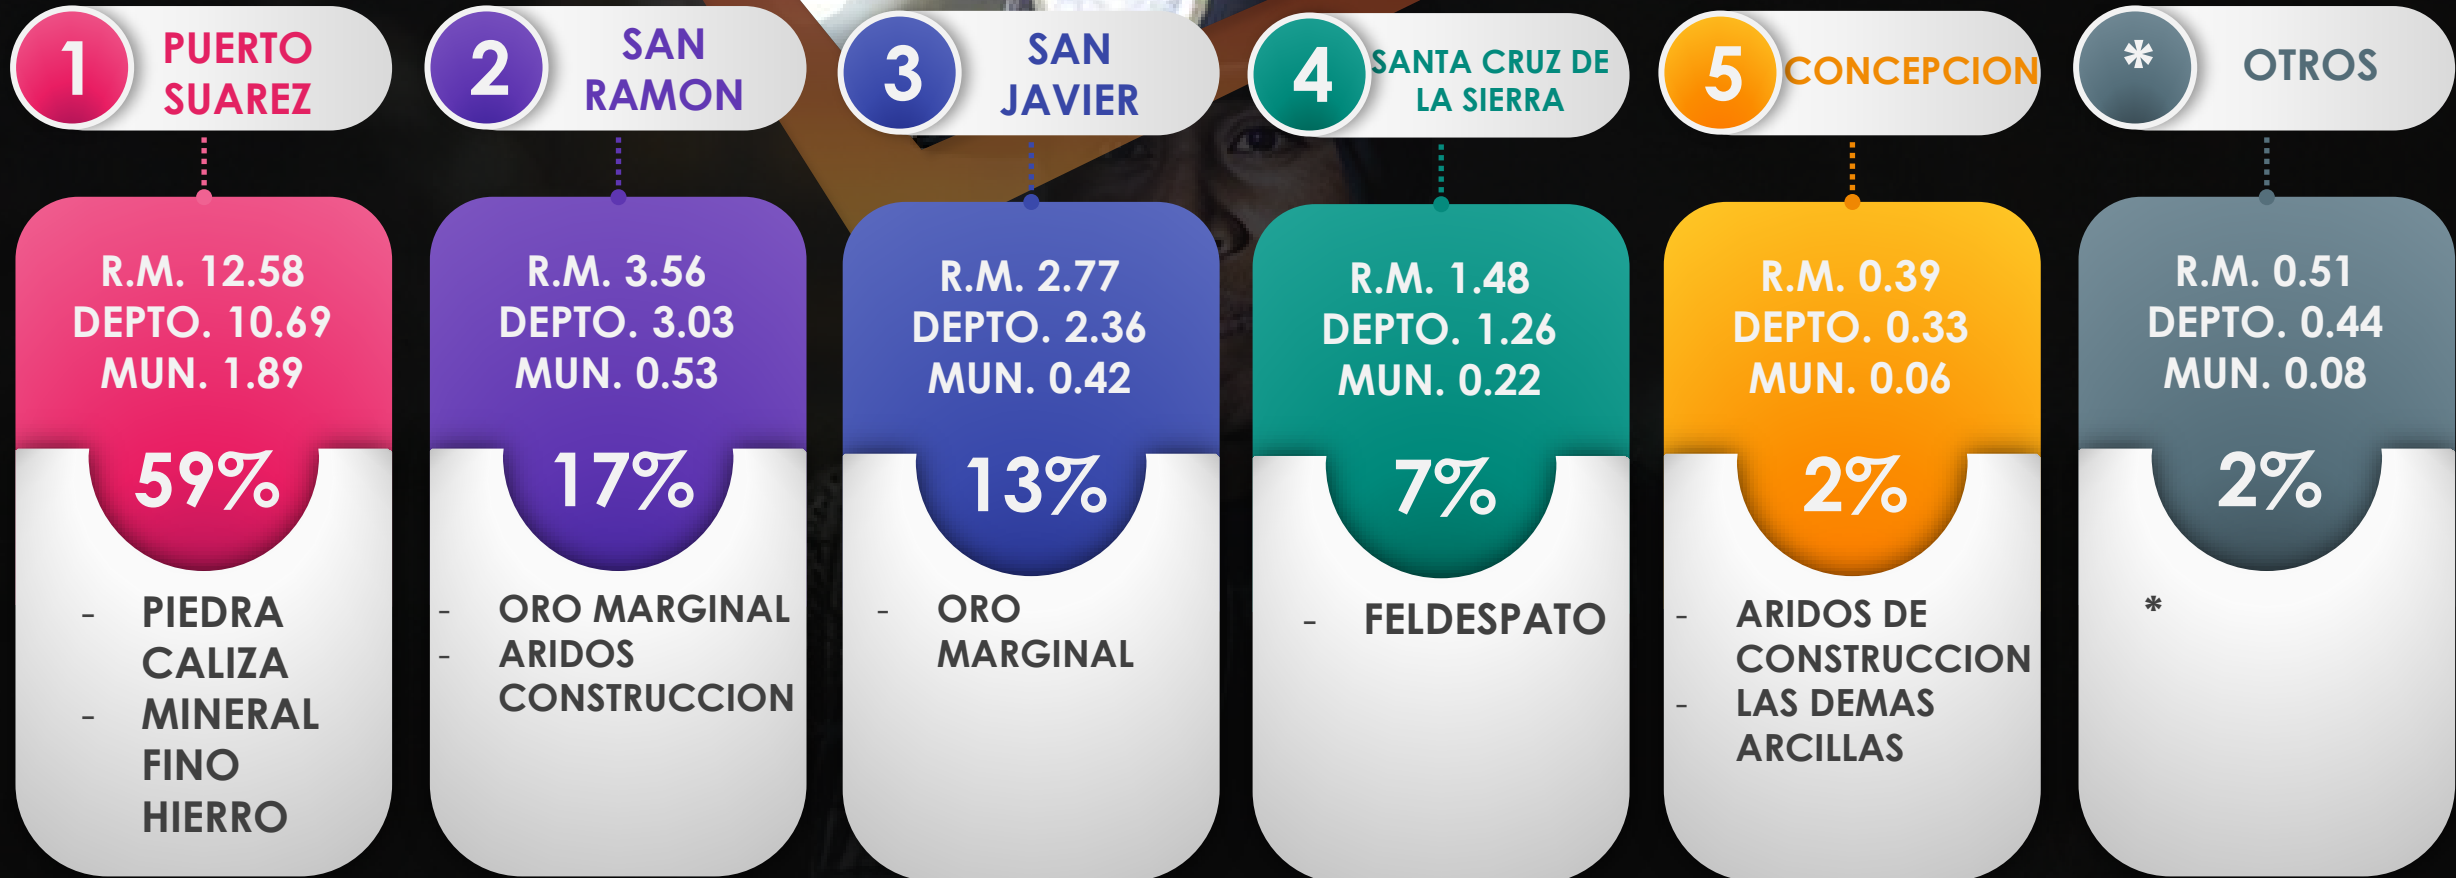 1
PUERTO
SUAREZ
R.M. 12.58
DEPTO. 10.69
MUN. 1.89
59%
- PIEDRA
CALIZA
- MINERAL
FINO
HIERRO
2
SAN
RAMON
R.M. 3.56
DEPTO. 3.03
MUN. 0.53
17%
- ORO MARGINAL
- ARIDOS
CONSTRUCCION
3
SAN
JAVIER
R.M. 2.77
DEPTO. 2.36
MUN. 0.42
13%
- ORO
MARGINAL
4
SANTA CRUZ DE
LA SIERRA
R.M. 1.48
DEPTO. 1.26
MUN. 0.22
7%
- FELDESPATO
5
CONCEPCION
R.M. 0.39
DEPTO. 0.33
MUN. 0.06
2%
- ARIDOS DE
CONSTRUCCION
- LAS DEMAS
ARCILLAS
*
OTROS
R.M. 0.51
DEPTO. 0.44
MUN. 0.08
2%
*